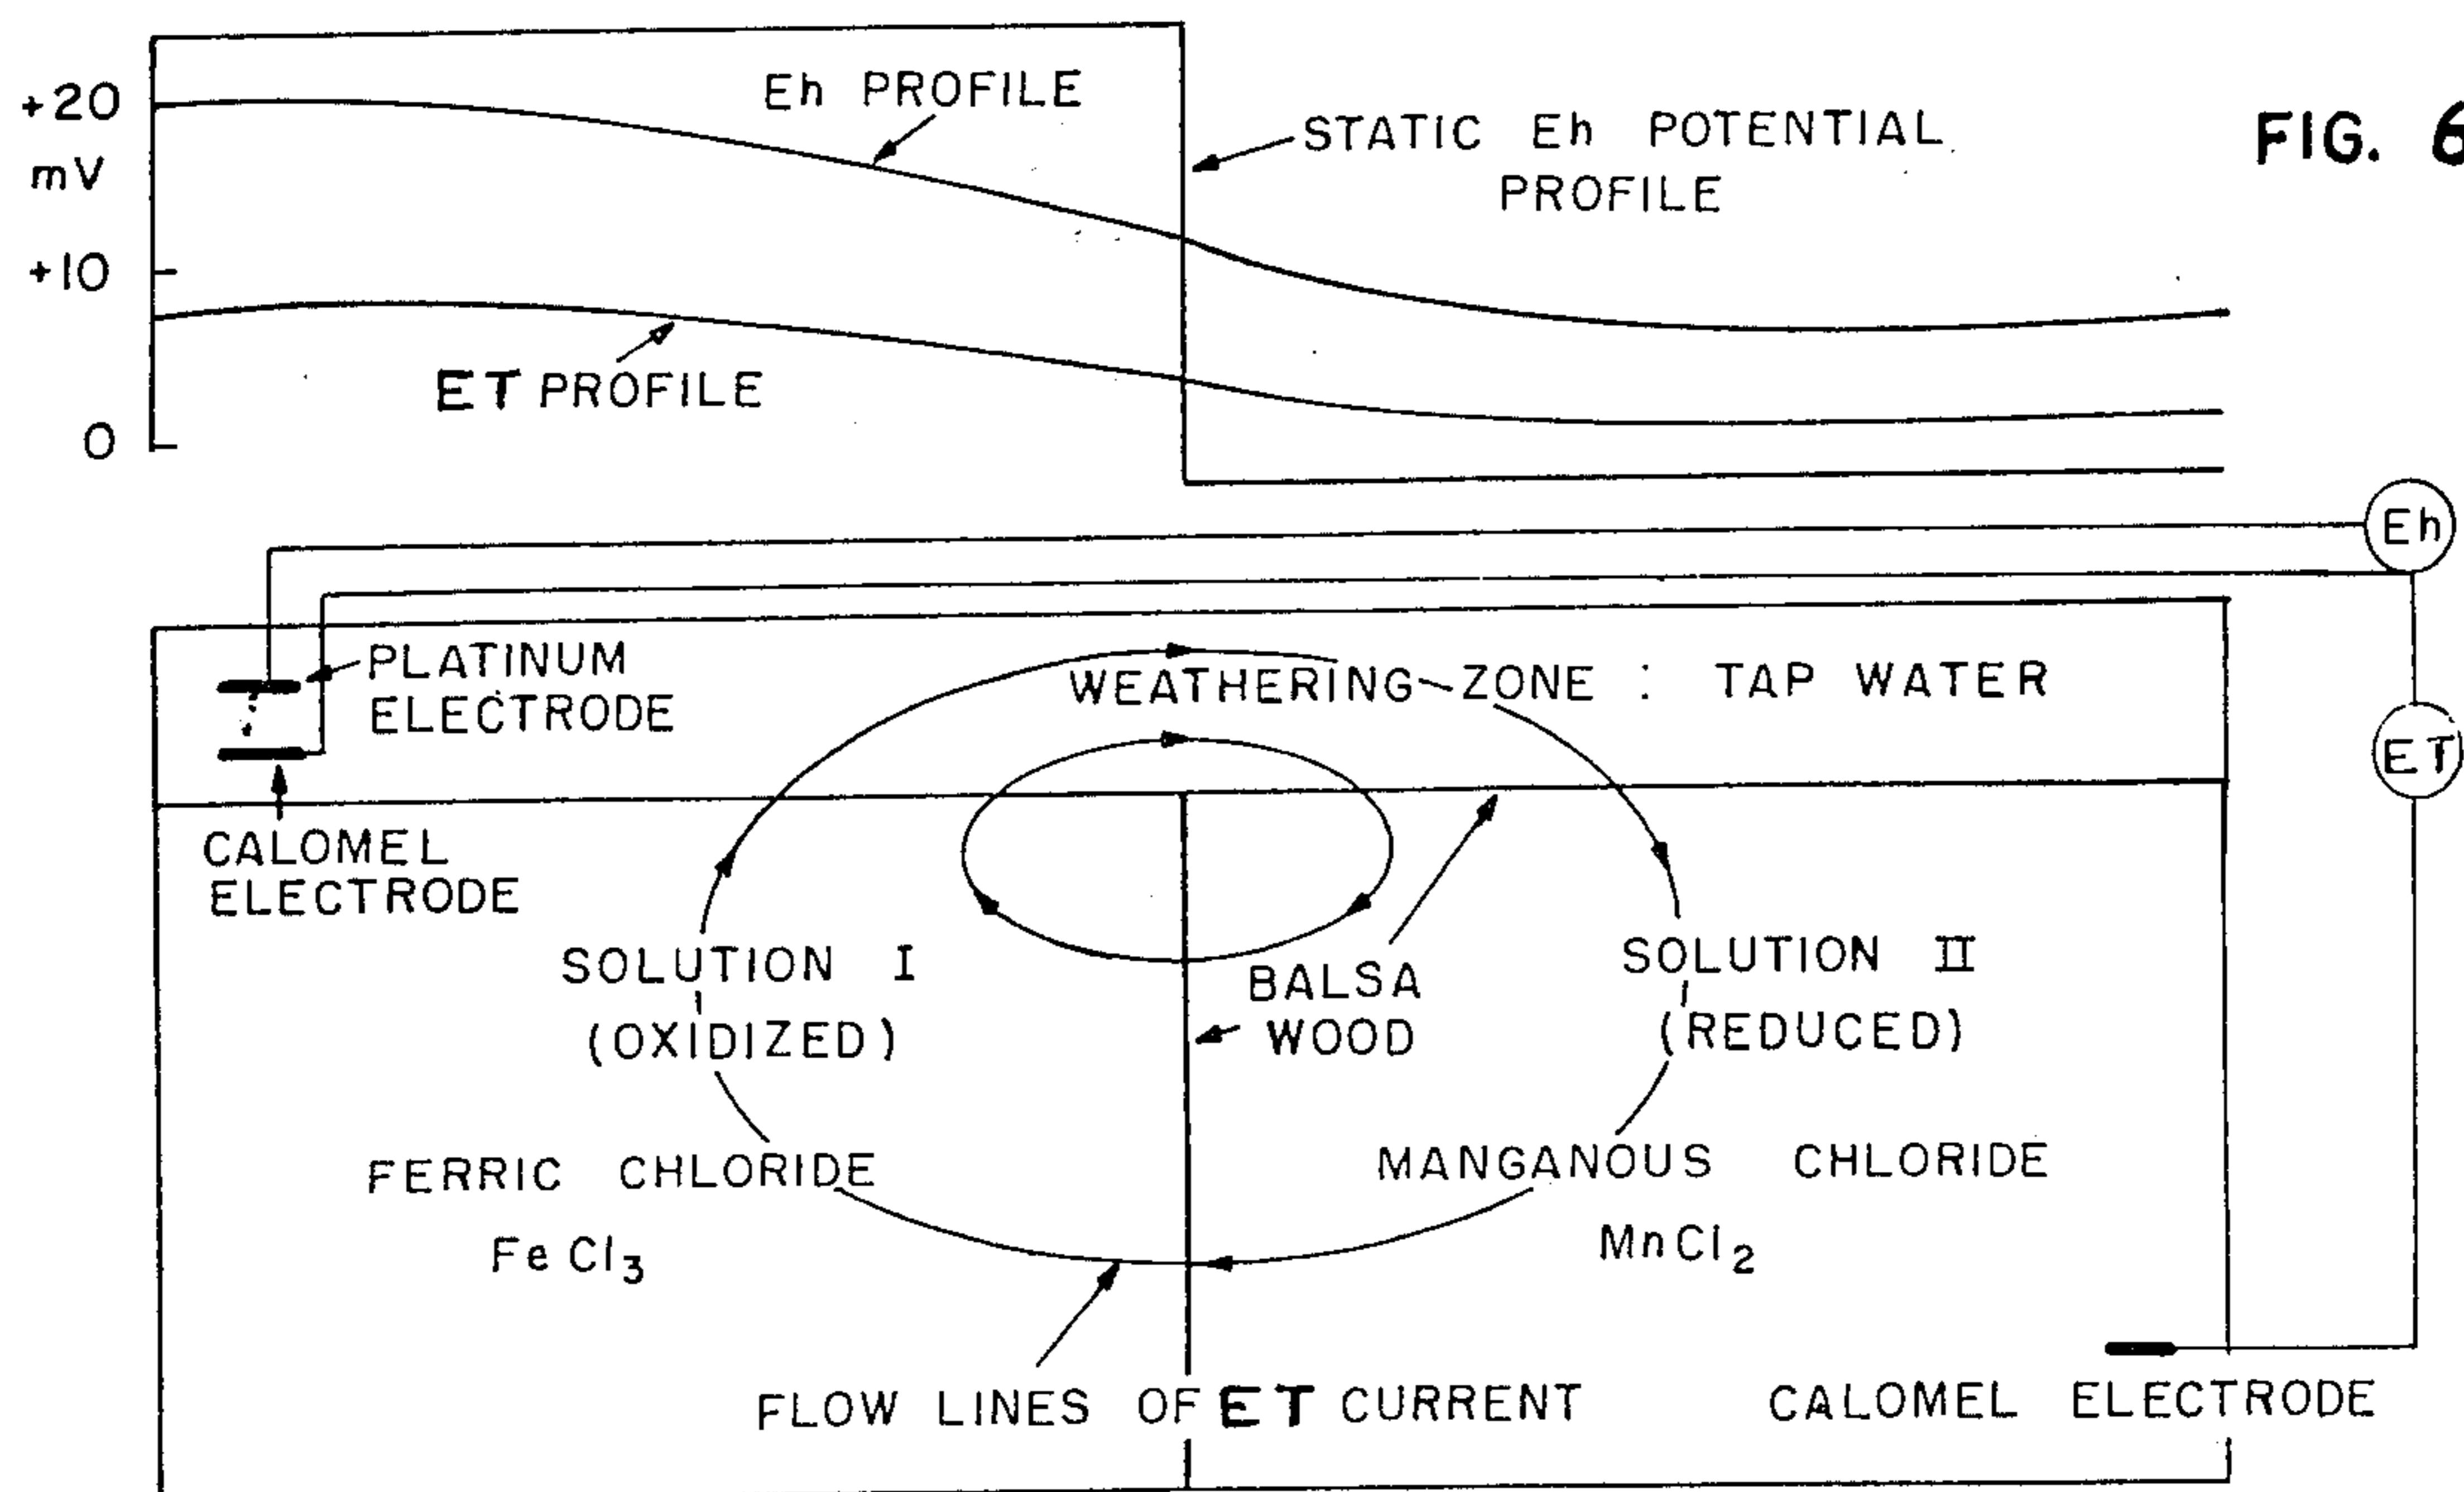 FIG. 6
+20
mV
+10
0
Eh PROFILE
STATIC Eh POTENTIAL
PROFILE
ET PROFILE
Eh
PLATINUM
ELECTRODE
WEATHERING ZONE : TAP WATER
ET
CALOMEL
ELECTRODE
SOLUTION I
(OXIDIZED)
BALSA
WOOD
SOLUTION II
(REDUCED)
FERRIC CHLORIDE
FeCl₃
MANGANOUS CHLORIDE
MnCl₂
FLOW LINES OF ET CURRENT
CALOMEL ELECTRODE